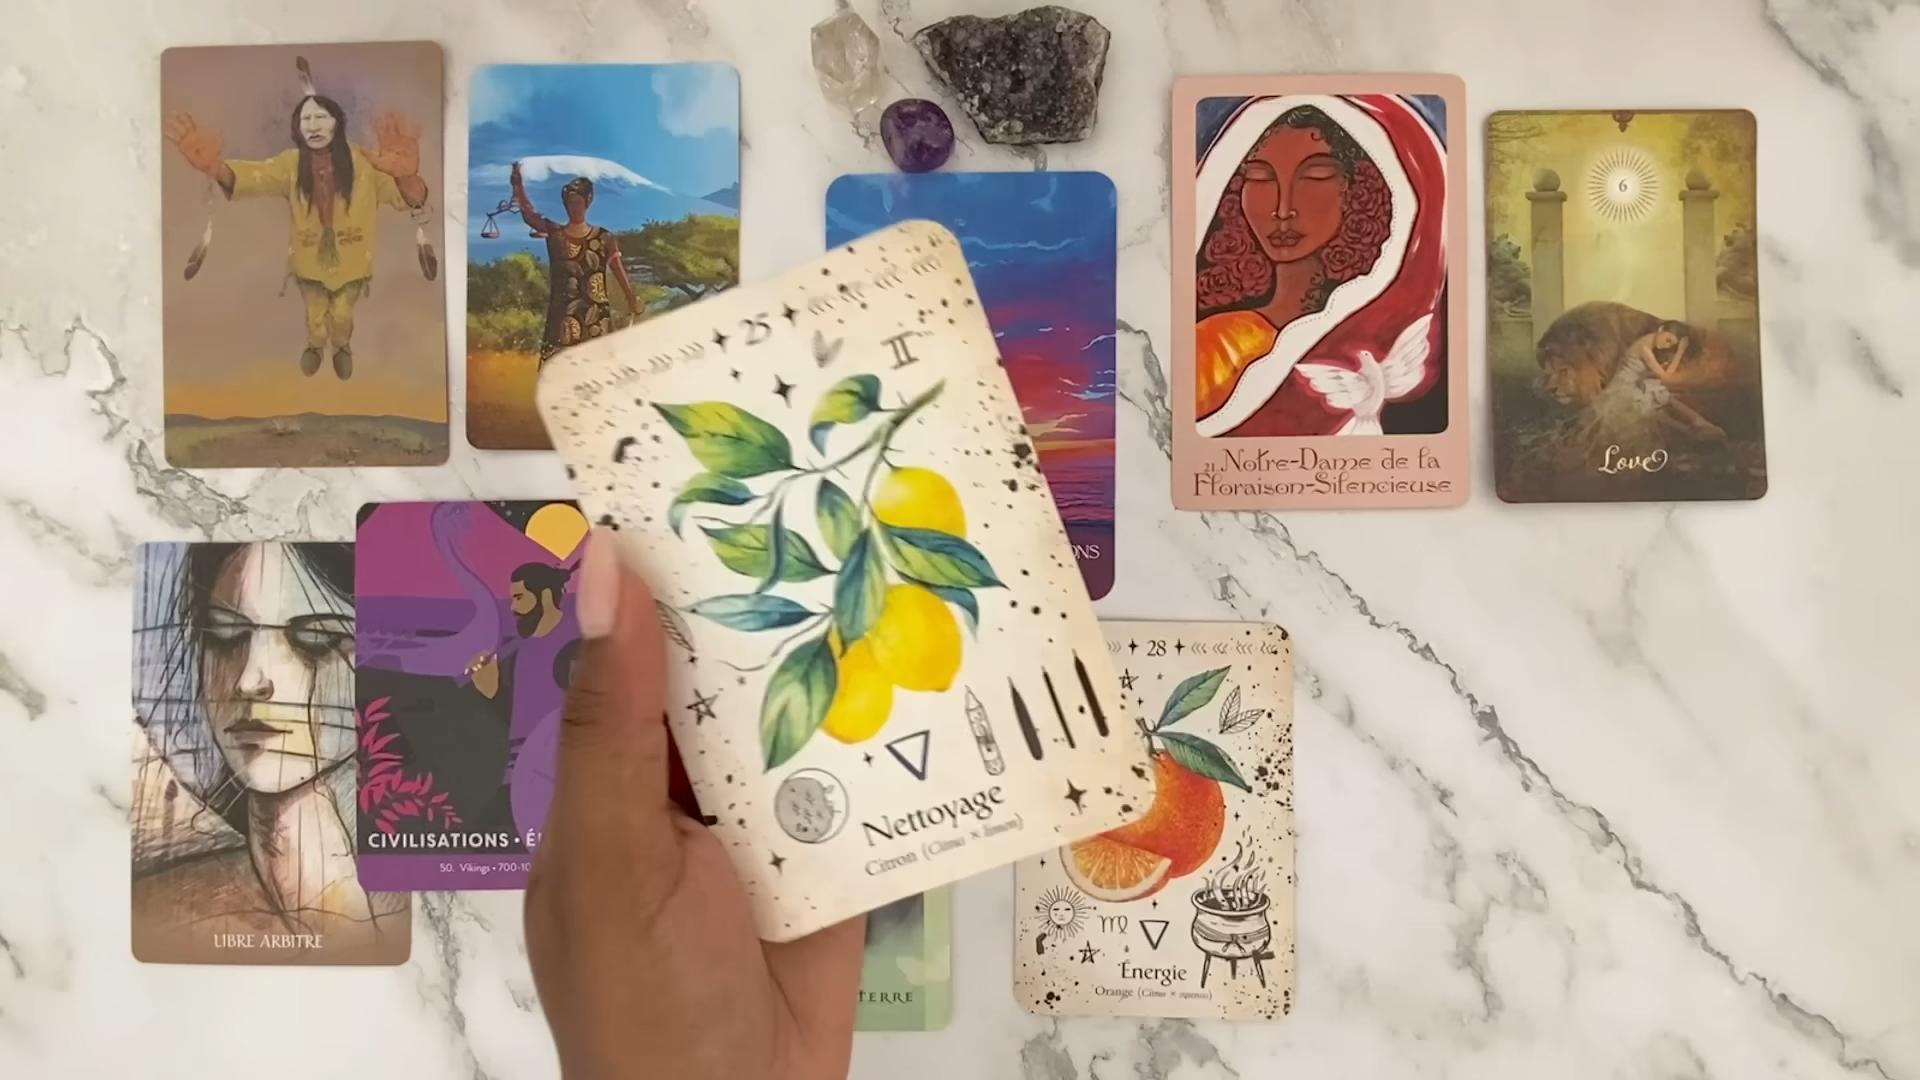 6
Love
21. Notre-Dame de la
Floraison-Silencieuse
25
II
Nettoyage
Citron (Citrus × limon)
ONS
LIBRE ARBITRE
CIVILISATIONS • É
50. Vikings • 700-10
TERRE
28
Énergie
Orange (Citrus × sinensis)